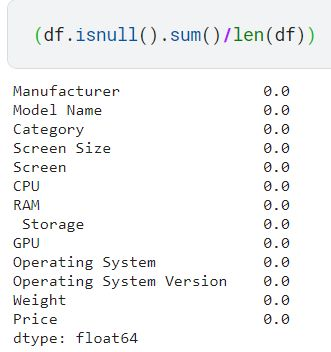 (df.isnull().sum()/len(df))
Manufacturer 0.0
Model Name 0.0
Category 0.0
Screen Size 0.0
Screen 0.0
CPU 0.0
RAM 0.0
 Storage 0.0
GPU 0.0
Operating System 0.0
Operating System Version 0.0
Weight 0.0
Price 0.0
dtype: float64